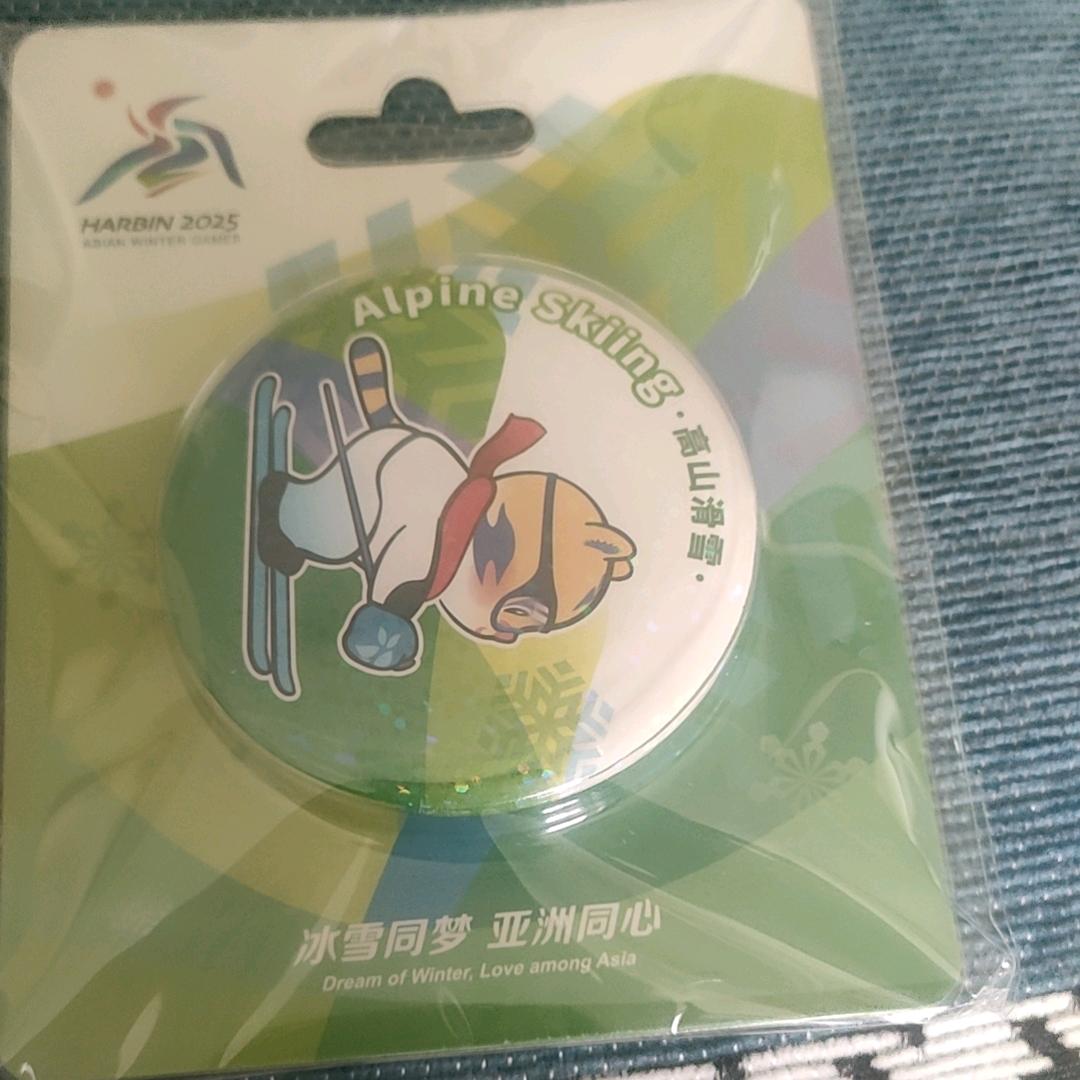 HARBIN 2025
ASIAN WINTER GAMES
Alpine Skiing · 高山滑雪 ·
冰雪同梦 亚洲同心
Dream of Winter, Love among Asia